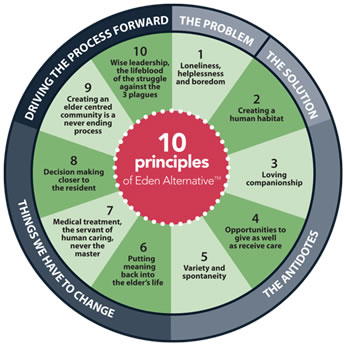 DRIVING THE PROCESS FORWARD
THE PROBLEM
THE SOLUTION
THE ANTIDOTES
THINGS WE HAVE TO CHANGE
10
principles
of Eden Alternative™
1
Loneliness,
helplessness
and boredom
2
Creating a
human habitat
3
Loving
companionship
4
Opportunities to
give as well
as receive care
5
Variety and
spontaneity
6
Putting
meaning
back into
the elder's life
7
Medical treatment,
the servant of
human caring,
never the
master
8
Decision making
closer to
the resident
9
Creating an
elder centred
community is a
never ending
process
10
Wise leadership,
the lifeblood of
the struggle
against the
3 plagues